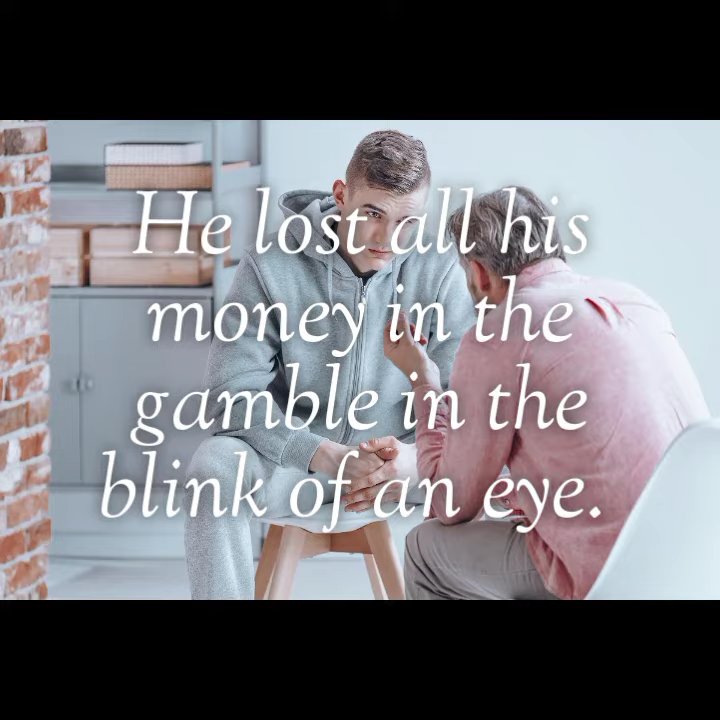 He lost all his
money in the
gamble in the
blink of an eye.